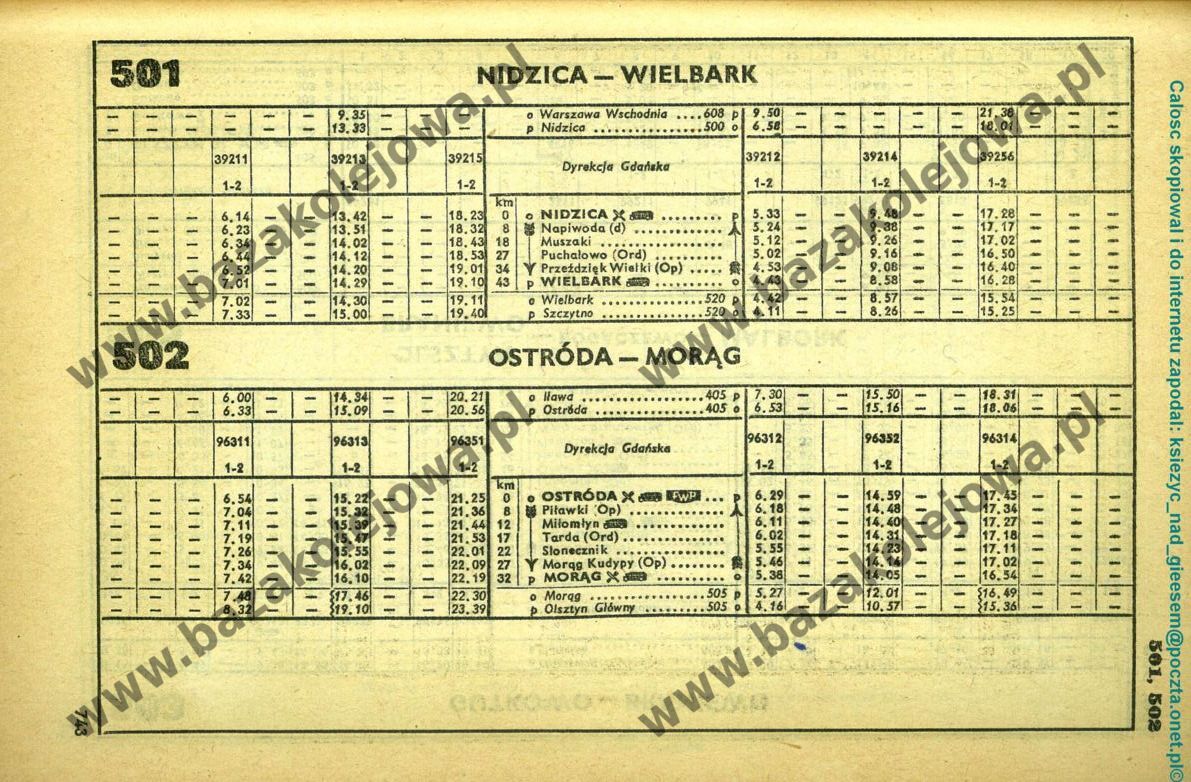 501 NIDZICA — WIELBARK
— — — — — — 9.35 — — — o Warszawa Wschodnia ....608 p 9.50 — — — — — 21.38 — — —
— — — — — — 13.33 — — — p Nidzica ..................500 o 6.58 — — — — — 18.01 — — —
39211 39213 39215 Dyrekcja Gdańska 39212 39214 39256
1-2 1-2 1-2 1-2 1-2 1-2
km
— — — 6.14 — — 13.42 — — 18.23 0 o NIDZICA .......... p 5.33 — — 9.48 — — 17.28 — — —
— — — 6.23 — — 13.51 — — 18.32 8 Napiwoda (d) .............. 5.24 — — 9.38 — — 17.17 — — —
— — — 6.34 — — 14.02 — — 18.43 18 Muszaki ..................... 5.12 — — 9.26 — — 17.02 — — —
— — — 6.44 — — 14.12 — — 18.53 27 Puchałowo (Ord) ............ 5.02 — — 9.16 — — 16.50 — — —
— — — 6.52 — — 14.20 — — 19.01 34 Przeździęk Wielki (Op) ..... 4.53 — — 9.08 — — 16.40 — — —
— — — 7.01 — — 14.29 — — 19.10 43 p WIELBARK ............ o 4.43 — — 8.58 — — 16.28 — — —
— — — 7.02 — — 14.30 — — 19.11 o Wielbark ................520 p 4.42 — — 8.57 — — 15.54 — — —
— — — 7.33 — — 15.00 — — 19.40 p Szczytno ................520 o 4.11 — — 8.26 — — 15.25 — — —
502 OSTRÓDA — MORĄG
— — — 6.00 — — 14.34 — — 20.21 o Iława .....................405 p 7.30 — — 15.50 — — 18.31 — — —
— — — 6.33 — — 15.09 — — 20.56 p Ostróda ..................405 o 6.53 — — 15.16 — — 18.06 — — —
96311 96313 96351 Dyrekcja Gdańska 96312 96352 96314
1-2 1-2 1-2 1-2 1-2 1-2
km
— — — 6.54 — — 15.22 — — 21.25 0 o OSTRÓDA FWP ... p 6.29 — — 14.59 — — 17.45 — — —
— — — 7.04 — — 15.32 — — 21.36 8 Piławki (Op) ................ 6.18 — — 14.48 — — 17.34 — — —
— — — 7.11 — — 15.39 — — 21.44 12 Miłomłyn .............. 6.11 — — 14.40 — — 17.27 — — —
— — — 7.19 — — 15.47 — — 21.53 17 Tarda (Ord) ................ 6.02 — — 14.31 — — 17.18 — — —
— — — 7.26 — — 15.55 — — 22.01 22 Słonecznik ................. 5.55 — — 14.23 — — 17.11 — — —
— — — 7.34 — — 16.02 — — 22.09 27 Morąg Kudypy (Op) ........ 5.46 — — 14.14 — — 17.02 — — —
— — — 7.42 — — 16.10 — — 22.19 32 p MORĄG ........... o 5.38 — — 14.05 — — 16.54 — — —
— — — 7.48 — — 17.46 — — 22.30 o Morąg ....................505 p 5.27 — — 12.01 — — 16.49 — — —
— — — 8.32 — — 19.10 — — 23.39 p Olsztyn Główny ..........505 o 4.16 — — 10.57 — — 15.36 — — —
748
501, 502
www.bazakolejowa.pl
www.bazakolejowa.pl
www.bazakolejowa.pl
www.bazakolejowa.pl
Calosc skopiowal i do internetu zapodal: ksiezyc_nad_gieesem@poczta.onet.pl©